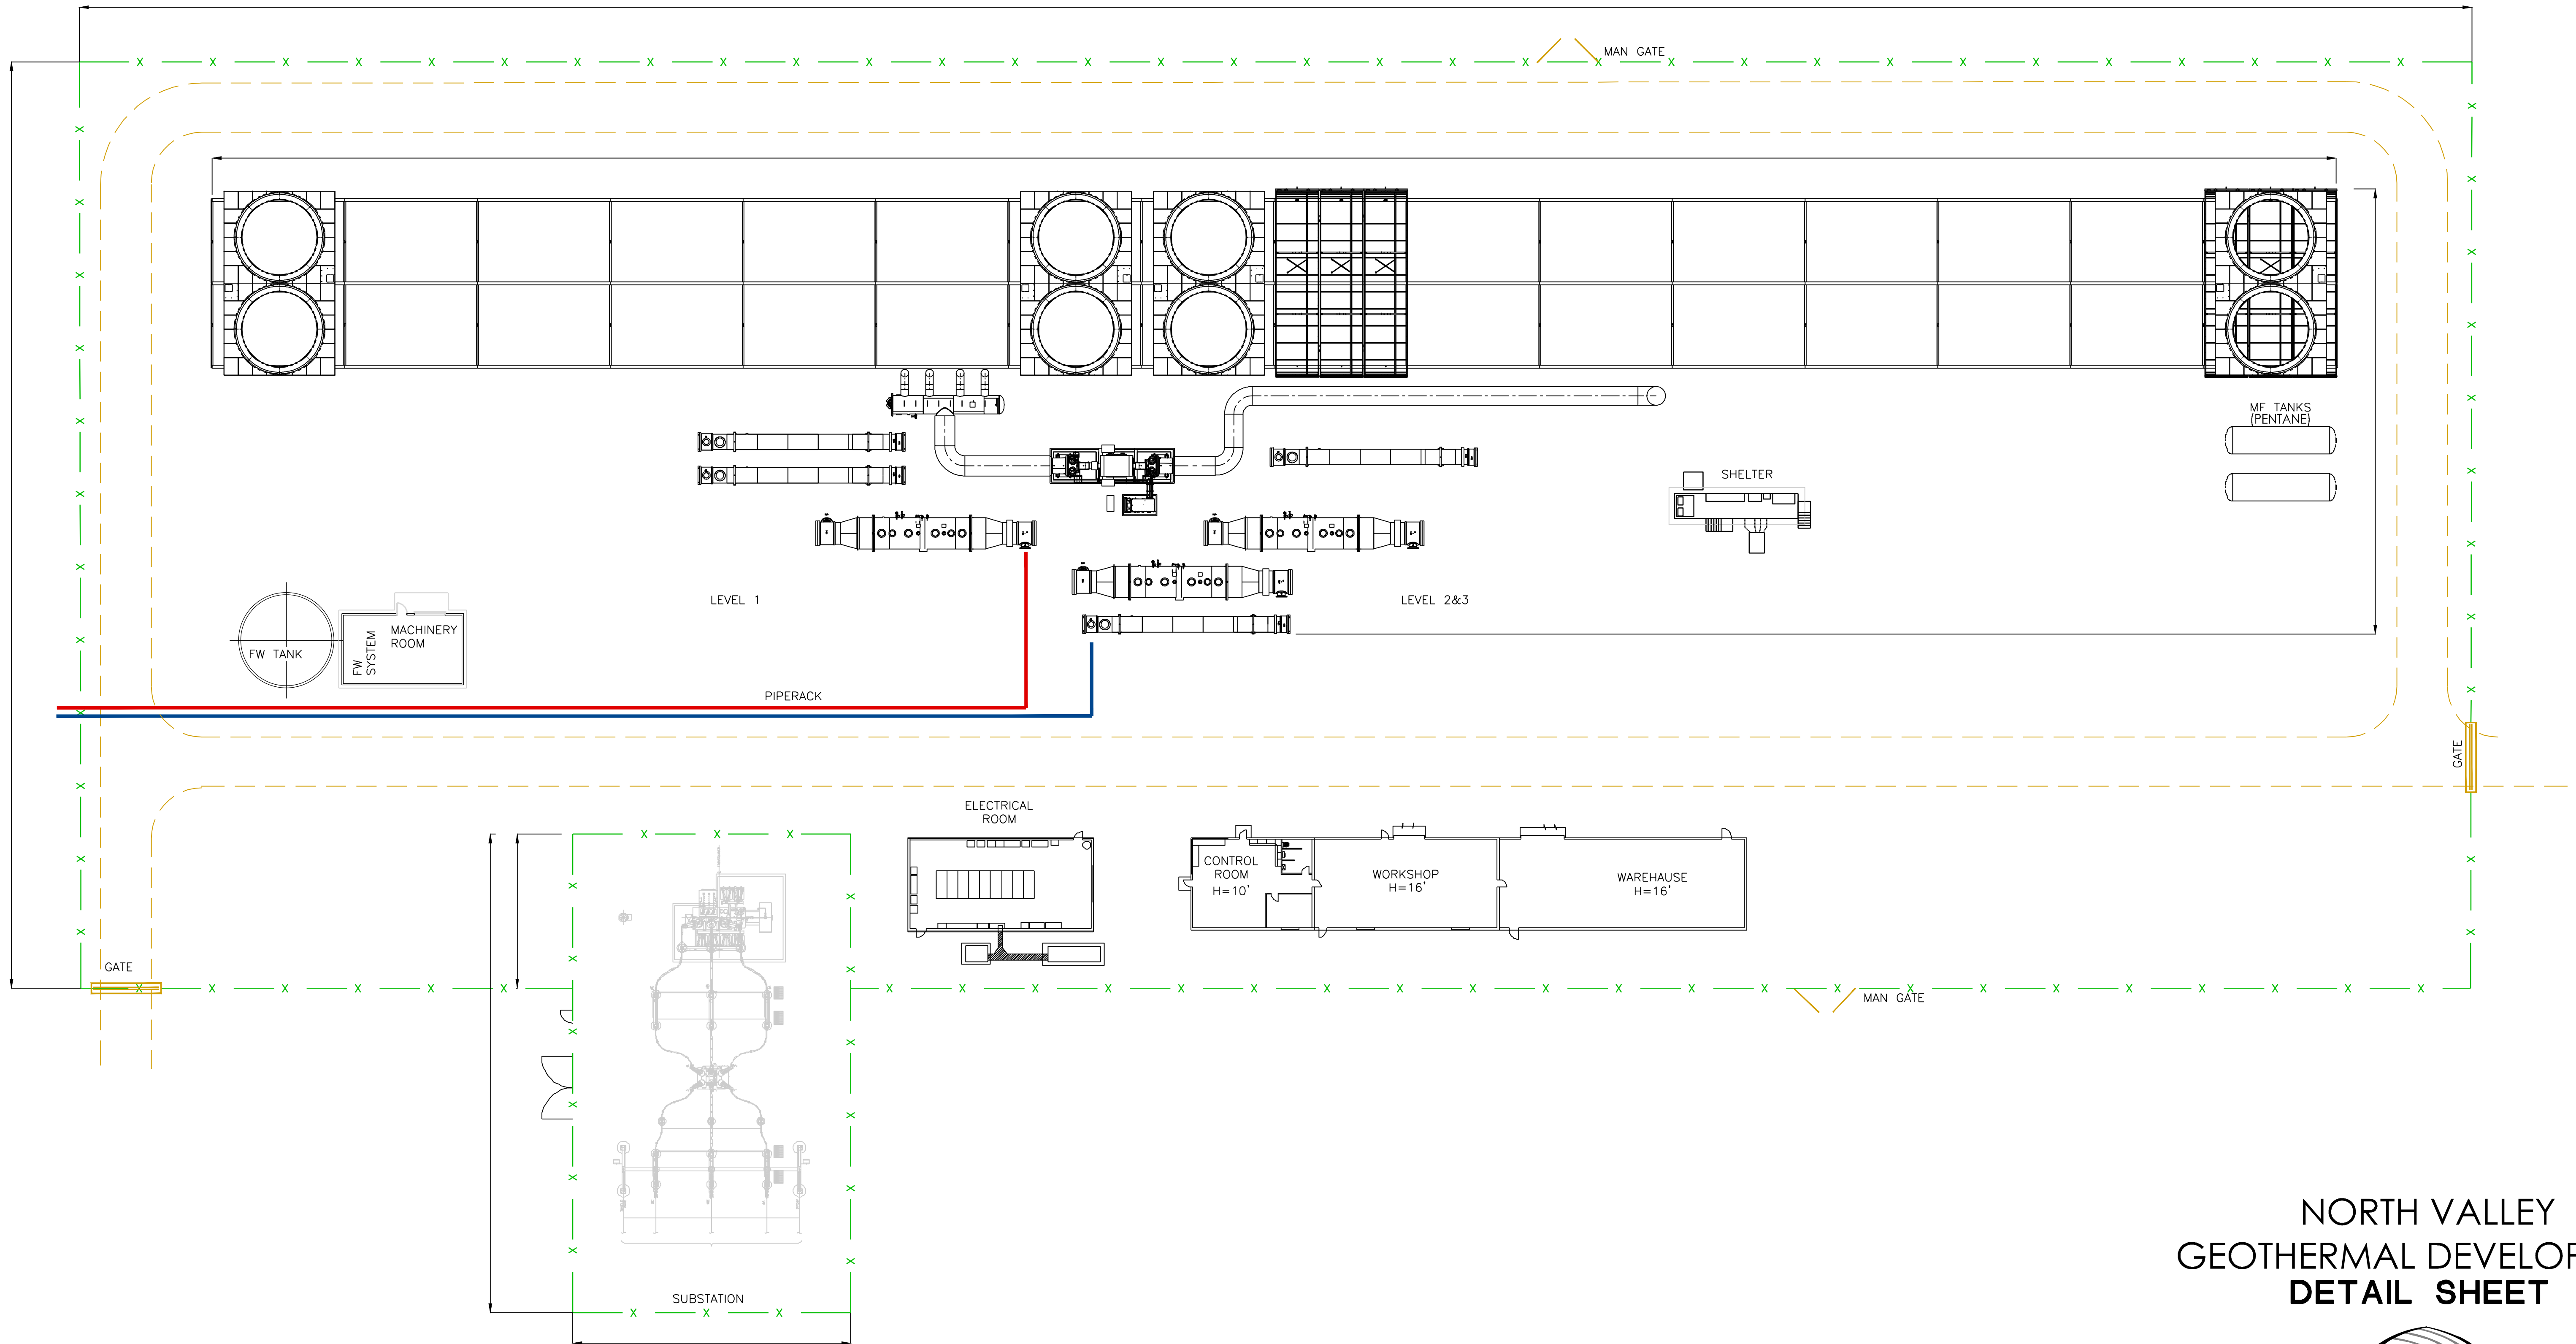 MAN GATE
MF TANKS
(PENTANE)
SHELTER
LEVEL 1
LEVEL 2&3
FW TANK
FW
SYSTEM
MACHINERY
ROOM
PIPERACK
GATE
ELECTRICAL
ROOM
CONTROL
ROOM
H=10'
WORKSHOP
H=16'
WAREHAUSE
H=16'
GATE
MAN GATE
SUBSTATION
NORTH VALLEY
GEOTHERMAL DEVELOP
DETAIL SHEET